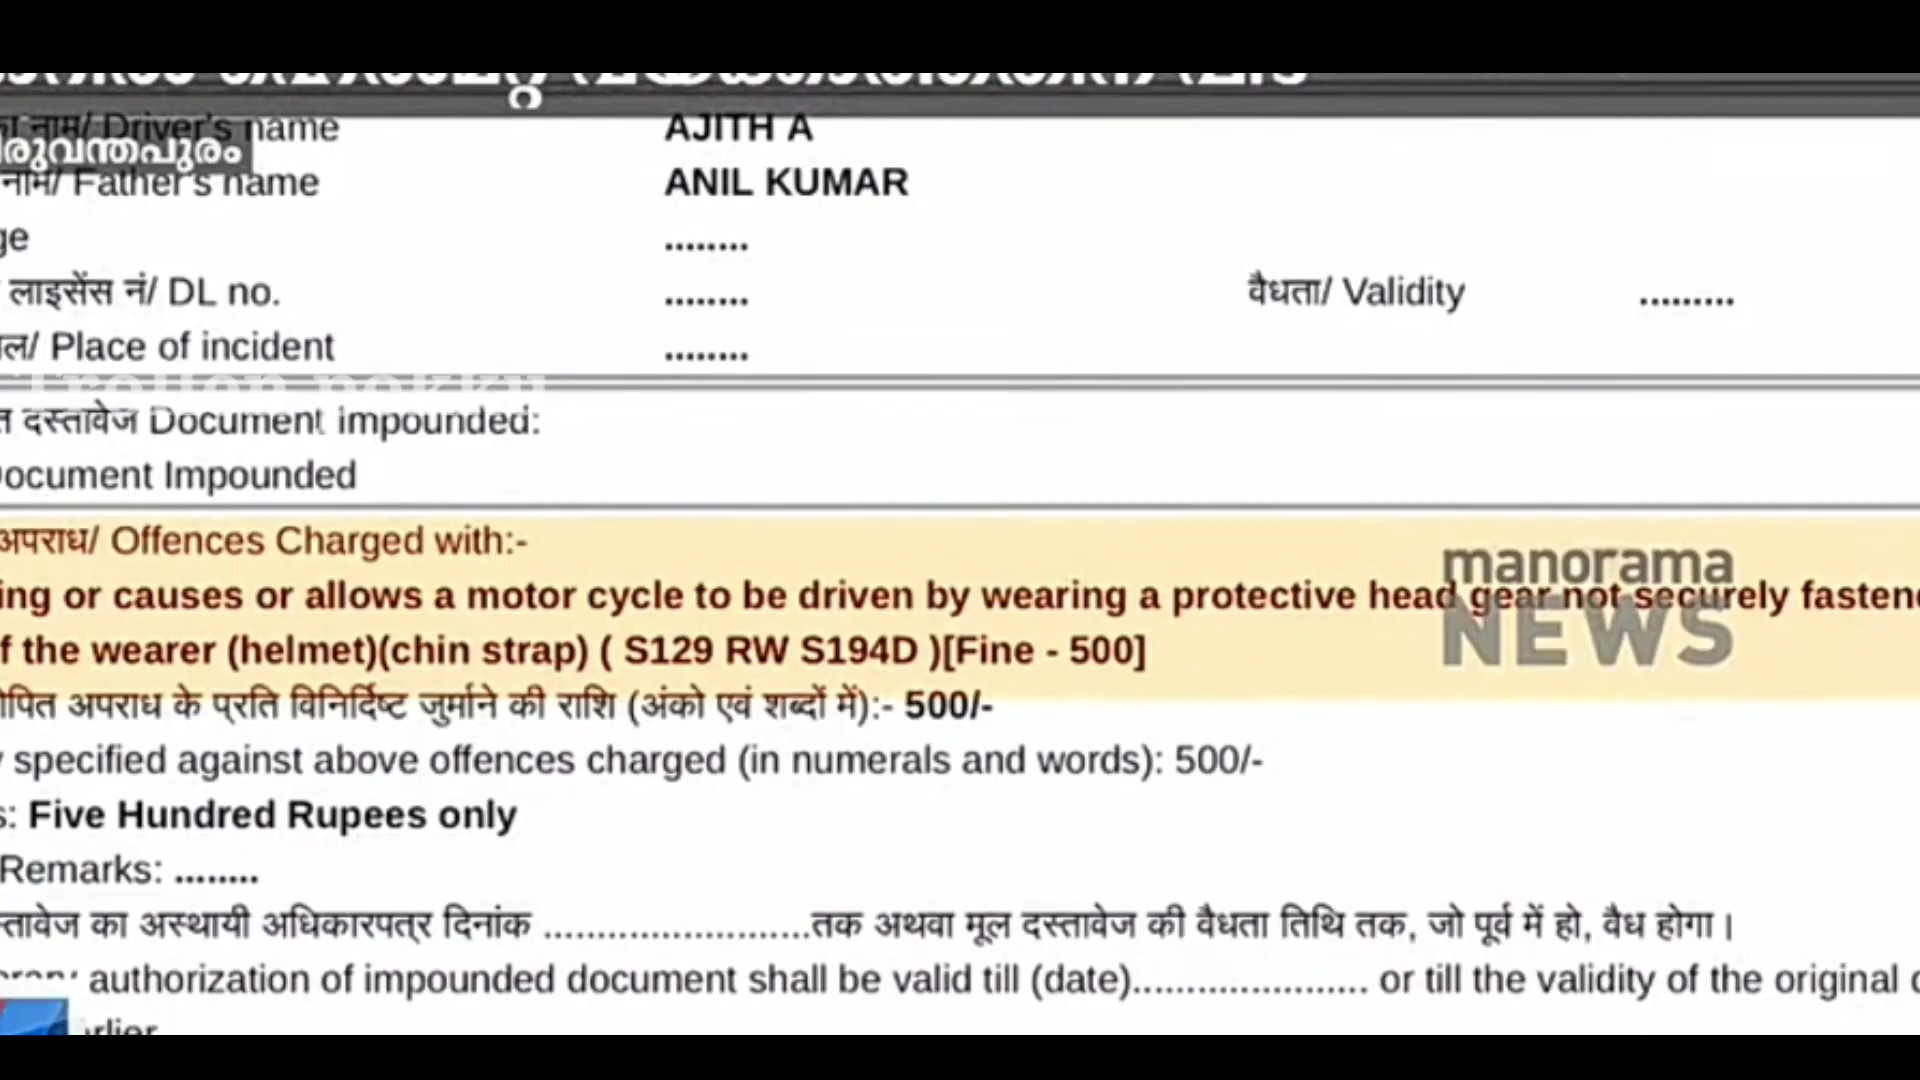 नाम/ Driver's name AJITH A
രുവന്തപുരം
नाम/ Father's name ANIL KUMAR
........
लाइसेंस नं/ DL no. ........ वैधता/ Validity .........
/ Place of incident ........
दस्तावेज Document impounded:
Document Impounded
अपराध/ Offences Charged with:-
ing or causes or allows a motor cycle to be driven by wearing a protective head gear not securely fastene
manorama
NEWS
f the wearer (helmet)(chin strap) ( S129 RW S194D )[Fine - 500]
अपराध के प्रति विनिर्दिष्ट जुर्माने की राशि (अंको एवं शब्दों में):- 500/-
specified against above offences charged (in numerals and words): 500/-
s: Five Hundred Rupees only
Remarks: ........
का अस्थायी अधिकारपत्र दिनांक .........................तक अथवा मूल दस्तावेज की वैधता तिथि तक, जो पूर्व में हो, वैध होगा।
authorization of impounded document shall be valid till (date)...................... or till the validity of the original